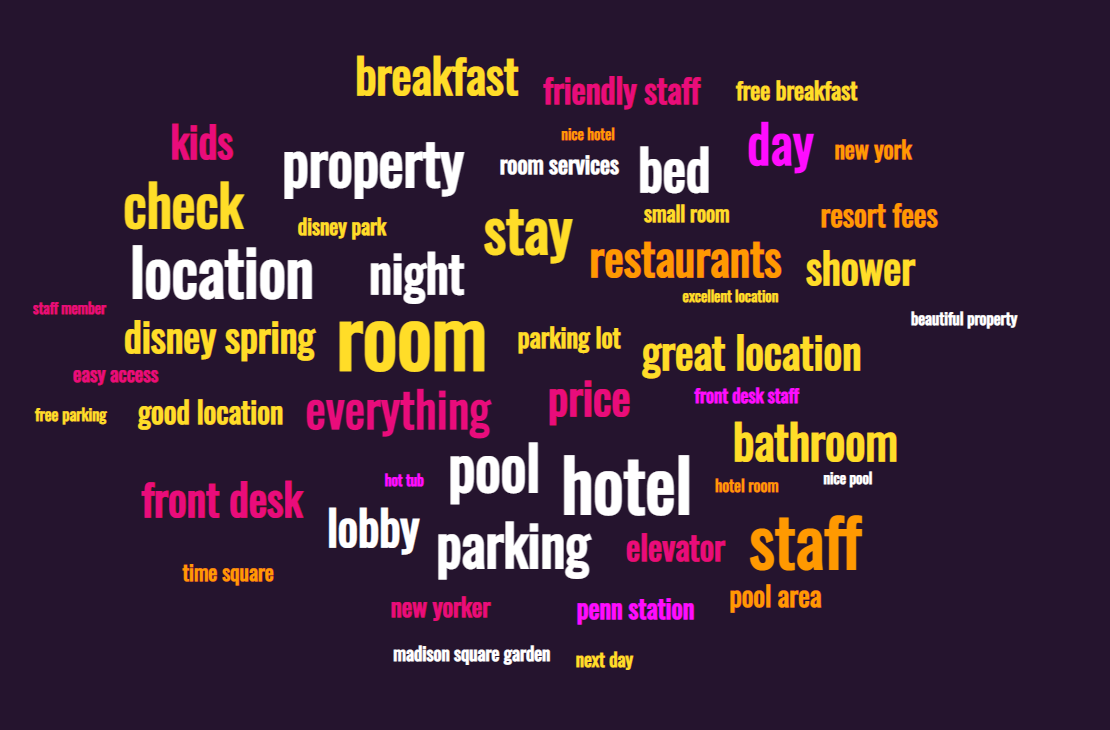 breakfast
friendly staff
free breakfast
kids
nice hotel
day
new york
property
room services
bed
check
disney park
stay
small room
resort fees
location
night
restaurants
shower
staff member
excellent location
beautiful property
disney spring
room
parking lot
great location
easy access
free parking
good location
everything
price
front desk staff
bathroom
front desk
hot tub
pool
hotel
hotel room
nice pool
lobby
parking
elevator
staff
time square
new yorker
penn station
pool area
madison square garden
next day